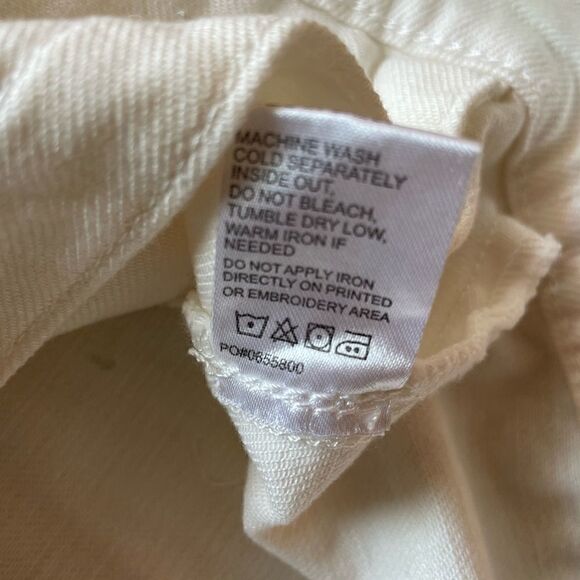 MACHINE WASH
COLD SEPARATELY
INSIDE OUT,
DO NOT BLEACH,
TUMBLE DRY LOW,
WARM IRON IF
NEEDED
DO NOT APPLY IRON
DIRECTLY ON PRINTED
OR EMBROIDERY AREA
PO#0655800